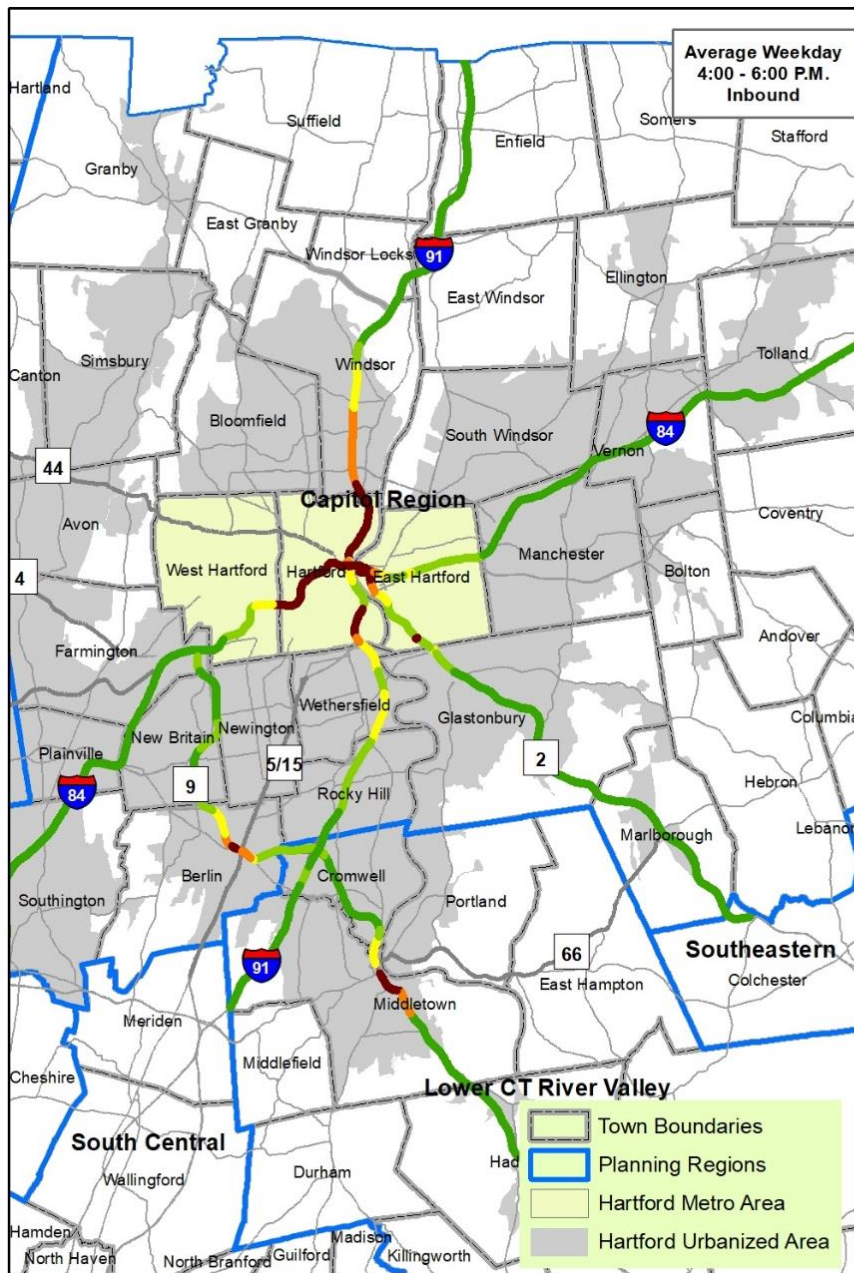 Average Weekday
4:00 - 6:00 P.M.
Inbound
Hartland
Suffield
Enfield
Somers
Stafford
Granby
East Granby
Windsor Locks
91
East Windsor
Ellington
Simsbury
Canton
Windsor
Tolland
Bloomfield
South Windsor
84
Vernon
44
Capitol Region
Avon
Coventry
Manchester
West Hartford
Hartford
East Hartford
Bolton
4
Farmington
Andover
Wethersfield
Glastonbury
Columbia
New Britain
Newington
Plainville
5/15
2
9
84
Rocky Hill
Hebron
Marlborough
Lebanon
Berlin
Cromwell
Southington
Portland
66
Southeastern
91
Colchester
East Hampton
Middletown
Meriden
Middlefield
Cheshire
Lower CT River Valley
South Central
Town Boundaries
Had
Planning Regions
Wallingford
Durham
Hartford Metro Area
Hamden
Madison
Hartford Urbanized Area
North Haven
North Branford
Guilford
Killingworth